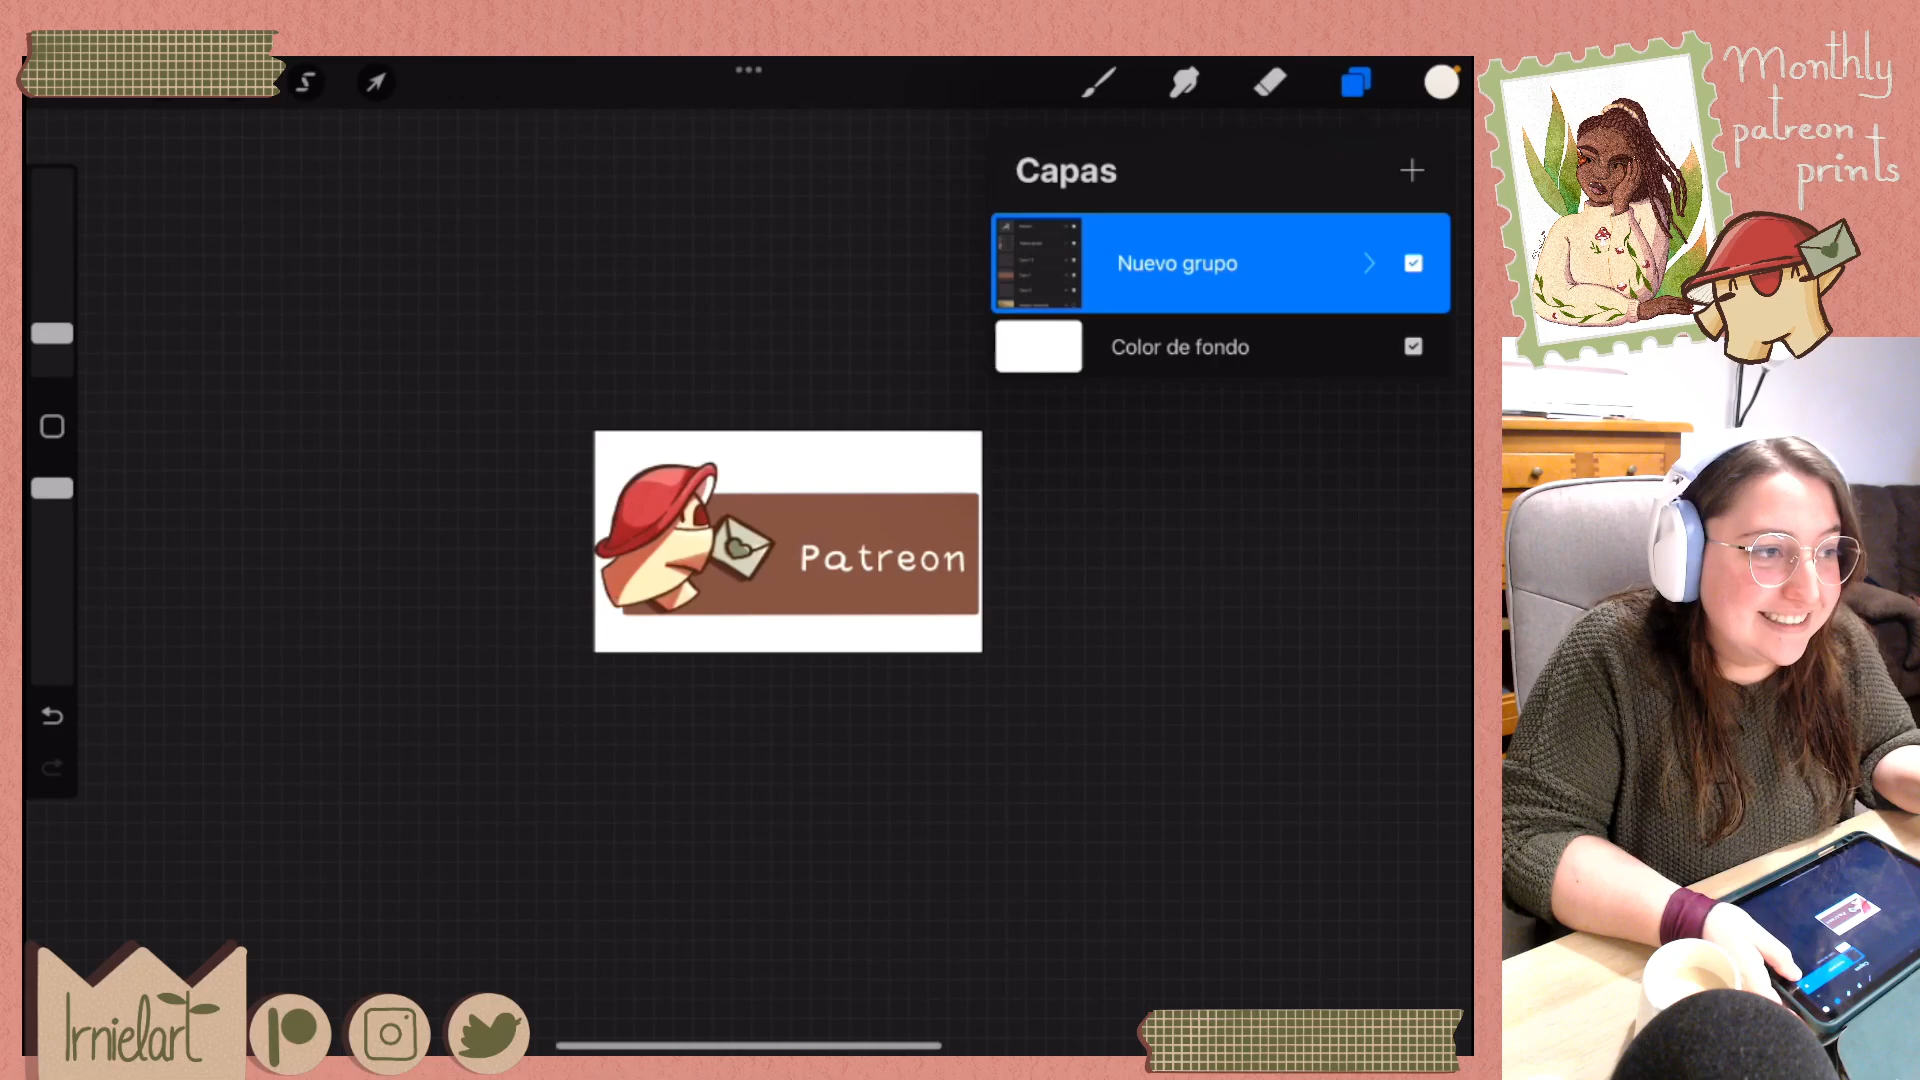 Monthly
patreon
prints
Capas
Nuevo grupo
Color de fondo
Patreon
Irnielart